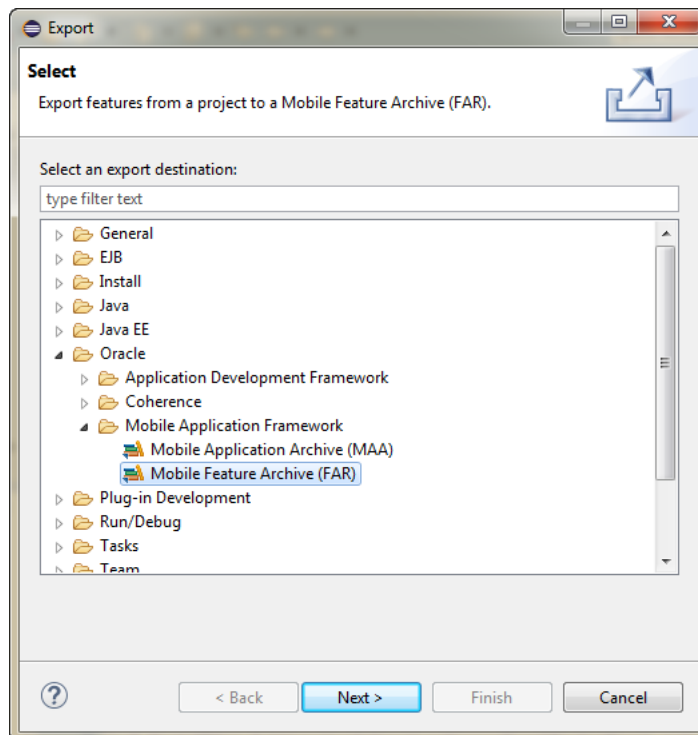 Export
Select
Export features from a project to a Mobile Feature Archive (FAR).
Select an export destination:
type filter text
General
EJB
Install
Java
Java EE
Oracle
Application Development Framework
Coherence
Mobile Application Framework
Mobile Application Archive (MAA)
Mobile Feature Archive (FAR)
Plug-in Development
Run/Debug
Tasks
Team
? < Back Next > Finish Cancel